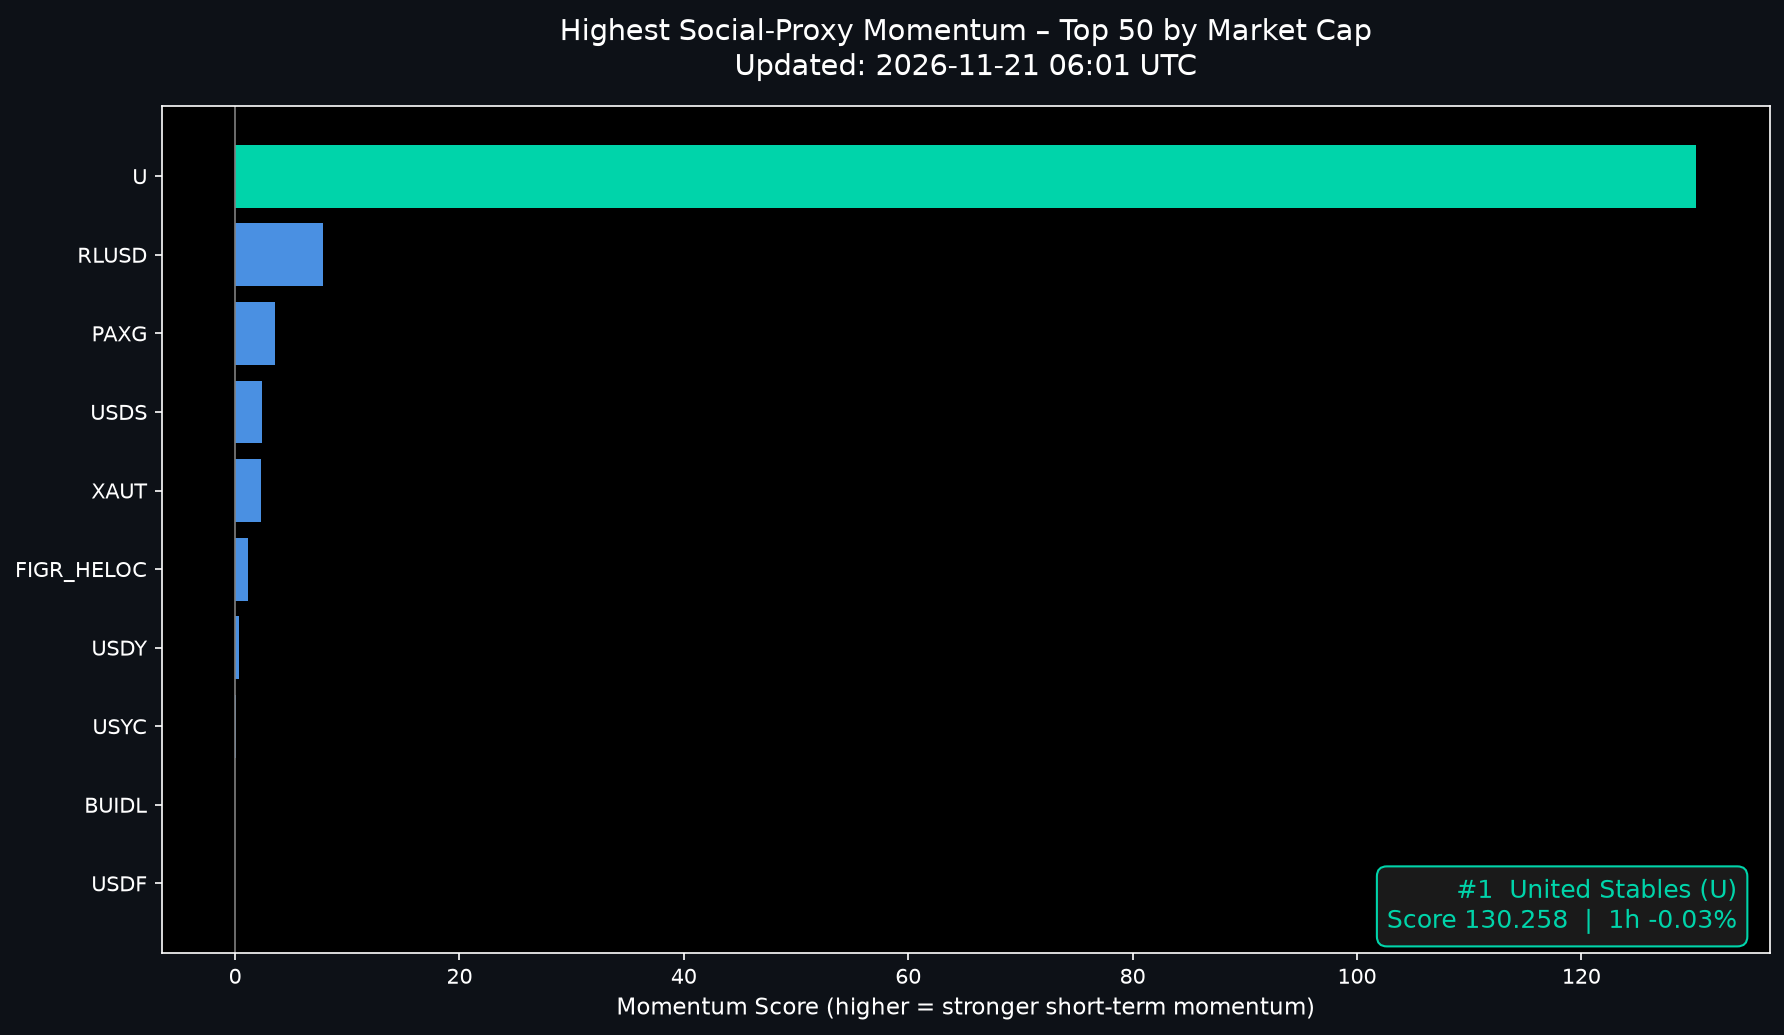 Highest Social-Proxy Momentum – Top 50 by Market Cap
Updated: 2026-11-21 06:01 UTC
U
RLUSD
PAXG
USDS
XAUT
FIGR_HELOC
USDY
USYC
BUIDL
USDF
#1 United Stables (U)
Score 130.258 | 1h -0.03%
0 20 40 60 80 100 120
Momentum Score (higher = stronger short-term momentum)